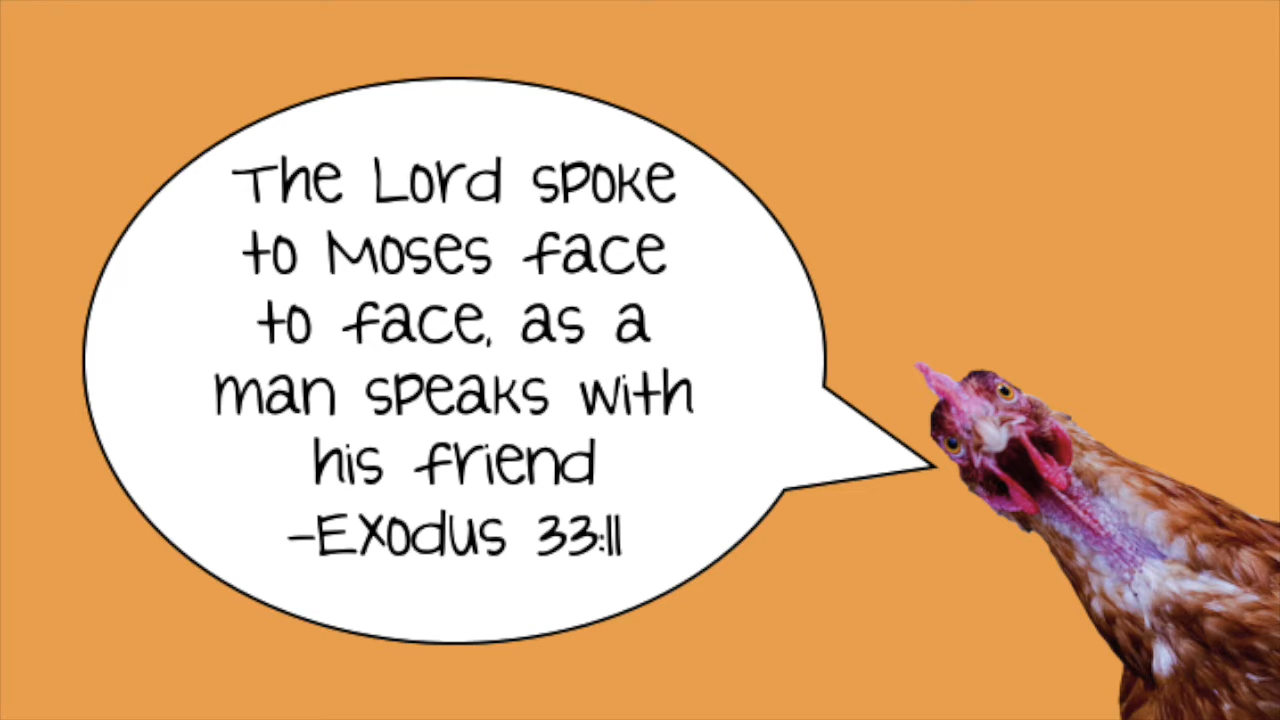 The Lord spoke
to Moses face
to face, as a
man speaks with
his friend
-Exodus 33:11